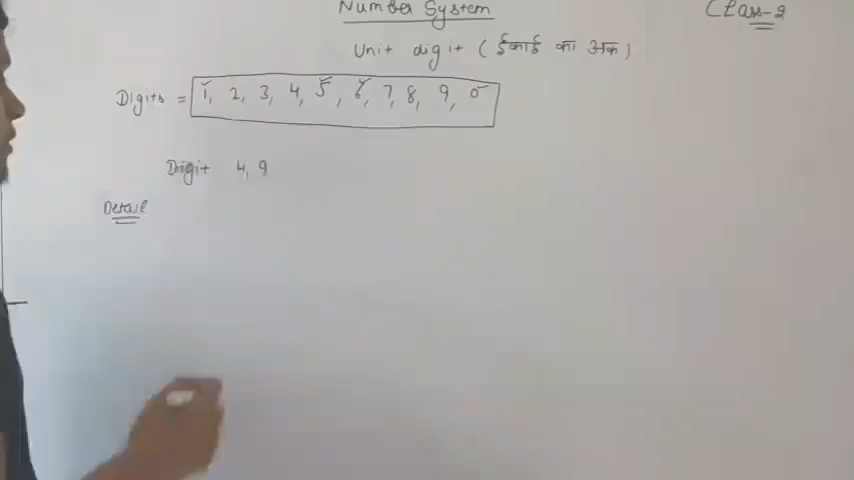 Number System
Class-2
Unit digit (ईकाई का अंक)
Digits = 1, 2, 3, 4, 5, 6, 7, 8, 9, 0
Digit 4, 9
Detail